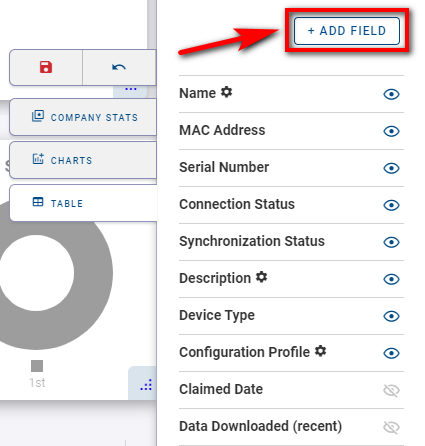 + ADD FIELD
Name
MAC Address
COMPANY STATS
Serial Number
CHARTS
S
TABLE
Connection Status
Synchronization Status
Description
Device Type
Configuration Profile
1st
Claimed Date
Data Downloaded (recent)